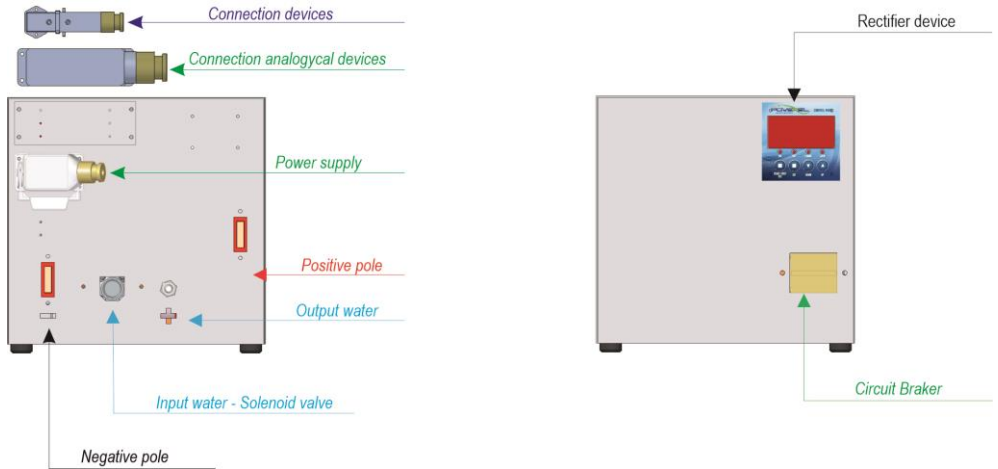 Connection devices
Connection analogycal devices
Power supply
Positive pole
Output water
Input water - Solenoid valve
Negative pole
Rectifier device
Circuit Braker